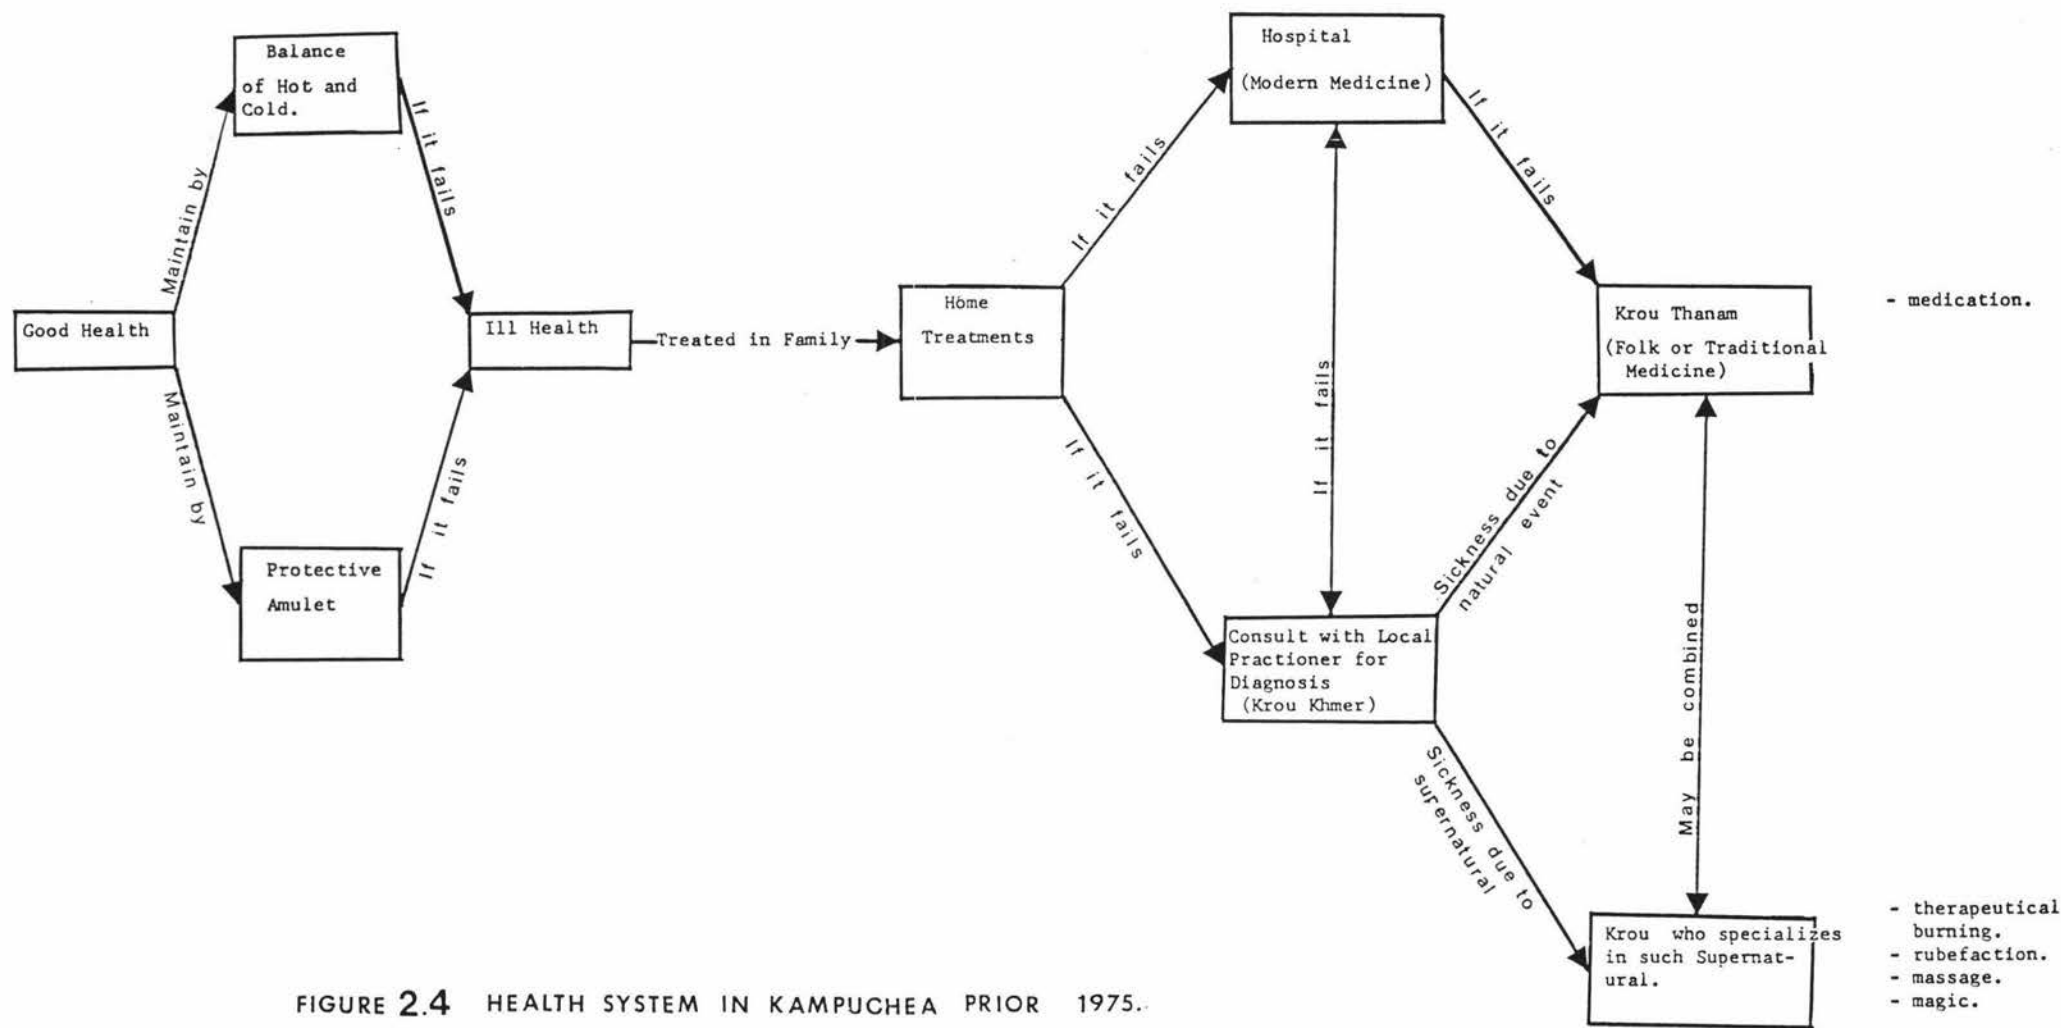 Balance
of Hot and
Cold.
Hospital
(Modern Medicine)
Maintain by
If it fails
If it fails
If it fails
Good Health
Ill Health
Treated in Family
Home
Treatments
Krou Thanam
(Folk or Traditional
Medicine)
- medication.
Maintain by
If it fails
If it fails
If it fails
Sickness due to
natural event
Protective
Amulet
Consult with Local
Practioner for
Diagnosis
(Krou Khmer)
May be combined
Sickness due to
supernatural
Krou who specializes
in such Supernat-
ural.
- therapeutical
burning.
- rubefaction.
- massage.
- magic.
FIGURE 2.4 HEALTH SYSTEM IN KAMPUCHEA PRIOR 1975.